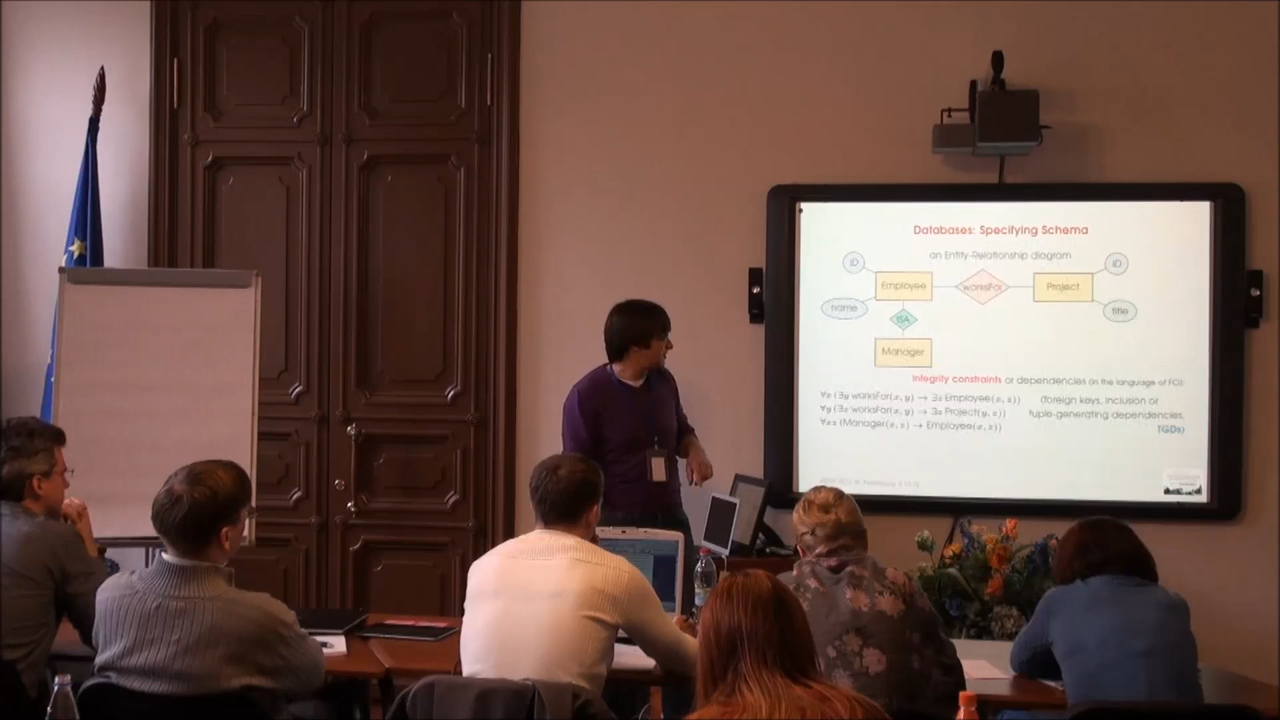 Databases: Specifying Schema
an Entity-Relationship diagram
ID
ID
Employee
worksFor
Project
name
title
ISA
Manager
Integrity constraints or dependencies (in the language of FO):
∀x (∃y worksFor(x, y) → ∃z Employee(x, z)) (foreign keys, inclusion or
∀y (∃x worksFor(x, y) → ∃z Project(y, z)) tuple-generating dependencies,
∀xz (Manager(x, z) → Employee(x, z)) TGDs)